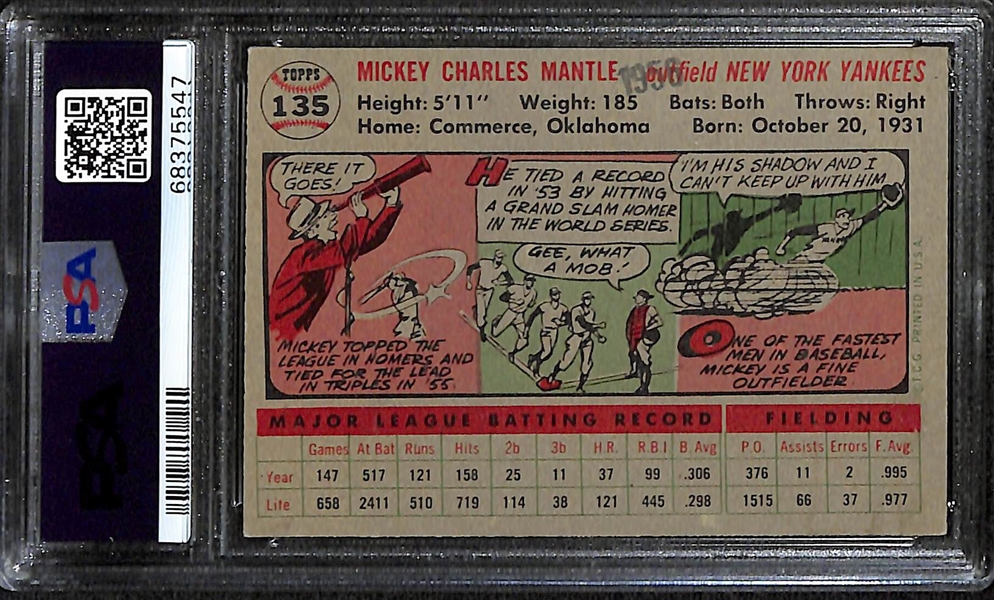 68375547
PSA
PSA
TOPPS
135
MICKEY CHARLES MANTLE outfield NEW YORK YANKEES
1956
Height: 5'11" Weight: 185 Bats: Both Throws: Right
Home: Commerce, Oklahoma Born: October 20, 1931
THERE IT
GOES!
MICKEY TOPPED THE
LEAGUE IN HOMERS AND
TIED FOR THE LEAD
IN TRIPLES IN '55.
HE TIED A RECORD
IN '53 BY HITTING
A GRAND SLAM HOMER
IN THE WORLD SERIES.
GEE, WHAT
A MOB!
I'M HIS SHADOW AND I
CAN'T KEEP UP WITH HIM
ONE OF THE FASTEST
MEN IN BASEBALL,
MICKEY IS A FINE
OUTFIELDER.
T.C.G. PRINTED IN U.S.A.
MAJOR LEAGUE BATTING RECORD FIELDING
Games At Bat Runs Hits 2b 3b H.R. R.B.I B. Avg P.O. Assists Errors F. Avg.
Year 147 517 121 158 25 11 37 99 .306 376 11 2 .995
Life 658 2411 510 719 114 38 121 445 .298 1515 66 37 .977